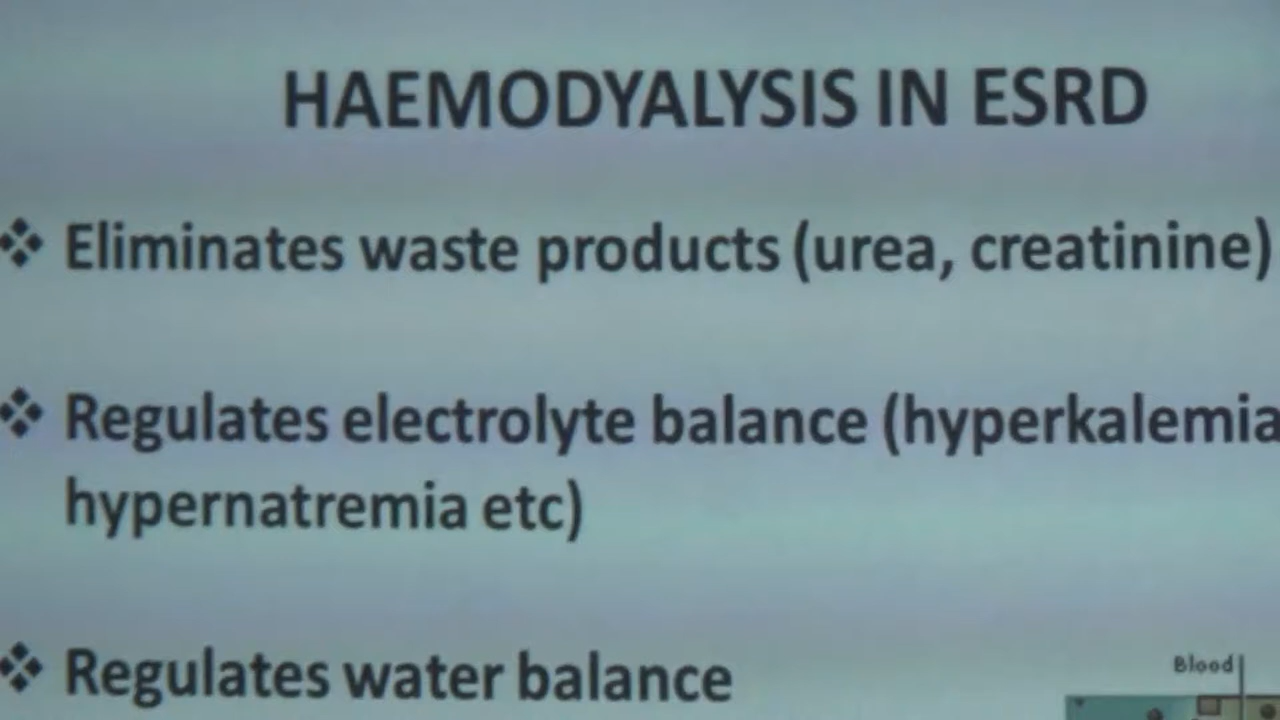 HAEMODYALYSIS IN ESRD
❖ Eliminates waste products (urea, creatinine)
❖ Regulates electrolyte balance (hyperkalemia
hypernatremia etc)
❖ Regulates water balance
Blood